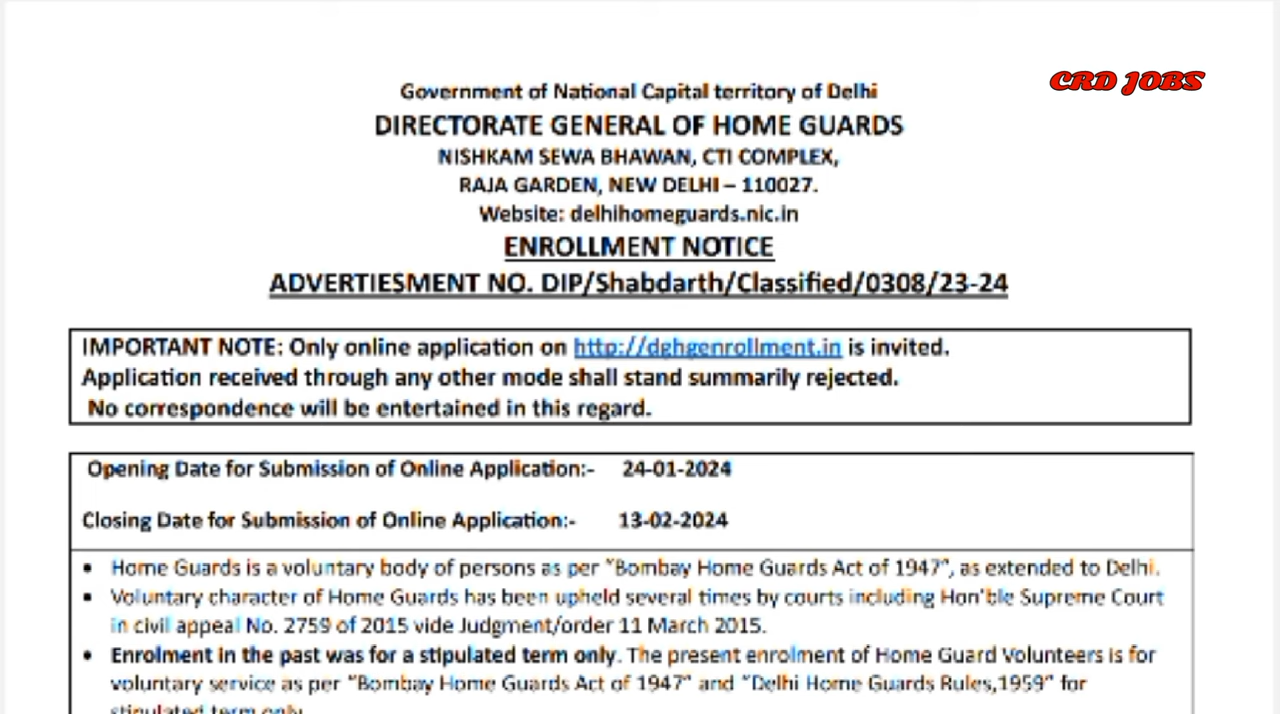 CRD JOBS
Government of National Capital territory of Delhi
DIRECTORATE GENERAL OF HOME GUARDS
NISHKAM SEWA BHAWAN, CTI COMPLEX,
RAJA GARDEN, NEW DELHI – 110027.
Website: delhihomeguards.nic.in
ENROLLMENT NOTICE
ADVERTIESMENT NO. DIP/Shabdarth/Classified/0308/23-24
IMPORTANT NOTE: Only online application on http://dghgenrollment.in is invited.
Application received through any other mode shall stand summarily rejected.
No correspondence will be entertained in this regard.
Opening Date for Submission of Online Application:- 24-01-2024
Closing Date for Submission of Online Application:- 13-02-2024
• Home Guards is a voluntary body of persons as per "Bombay Home Guards Act of 1947", as extended to Delhi.
• Voluntary character of Home Guards has been upheld several times by courts including Hon'ble Supreme Court
in civil appeal No. 2759 of 2015 vide Judgment/order 11 March 2015.
• Enrolment in the past was for a stipulated term only. The present enrolment of Home Guard Volunteers is for
voluntary service as per "Bombay Home Guards Act of 1947" and "Delhi Home Guards Rules,1959" for
stipulated term only.